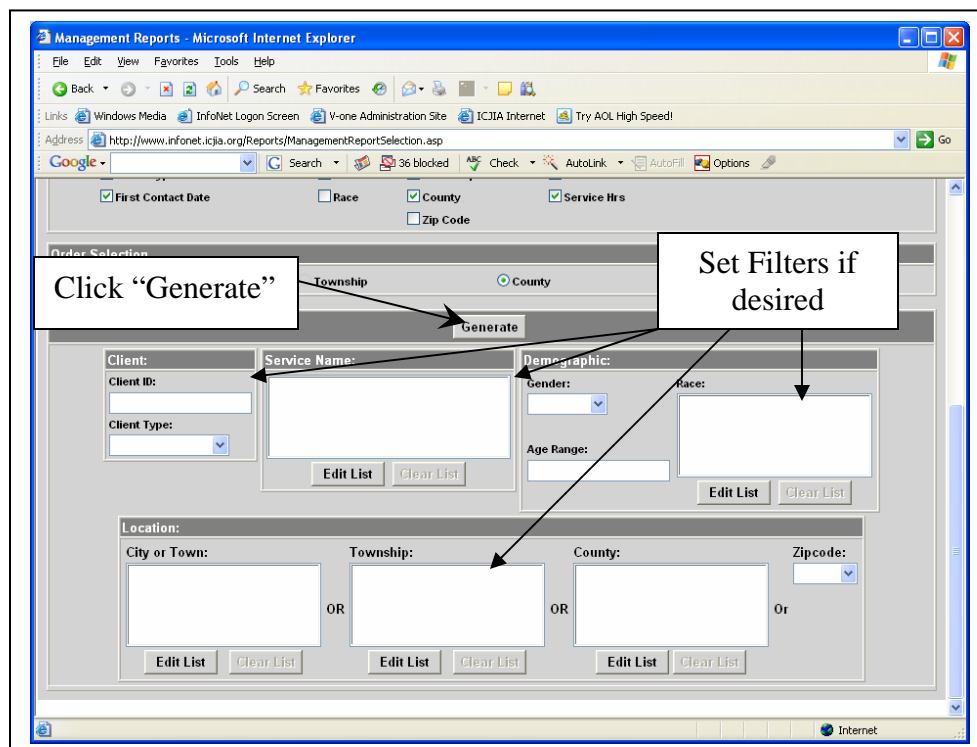 Management Reports - Microsoft Internet Explorer
File Edit View Favorites Tools Help
Back Search Favorites
Links Windows Media InfoNet Logon Screen V-one Administration Site ICJIA Internet Try AOL High Speed!
Address http://www.infonet.icjia.org/Reports/ManagementReportSelection.asp Go
Google Search 36 blocked ABC Check AutoLink AutoFill Options
First Contact Date Race County Service Hrs
Zip Code
Order Selection
Township County
Click “Generate”
Set Filters if
desired
Generate
Client: Service Name: Demographic:
Client ID: Gender: Race:
Client Type:
Age Range:
Edit List Clear List
Edit List Clear List
Location:
City or Town: Township: County: Zipcode:
OR OR Or
Edit List Clear List Edit List Clear List Edit List Clear List
Internet